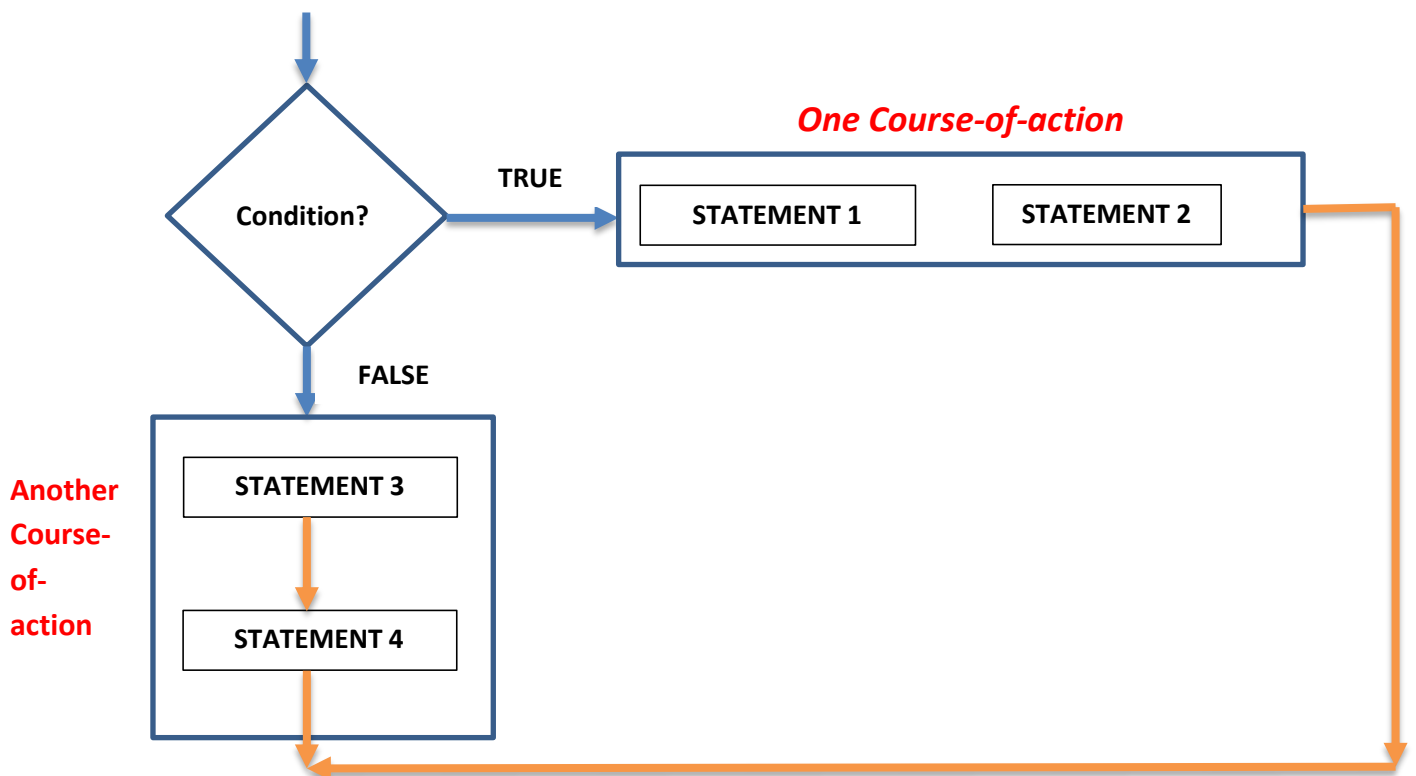 One Course-of-action
TRUE
Condition?
STATEMENT 1
STATEMENT 2
FALSE
Another
Course-
of-
action
STATEMENT 3
STATEMENT 4